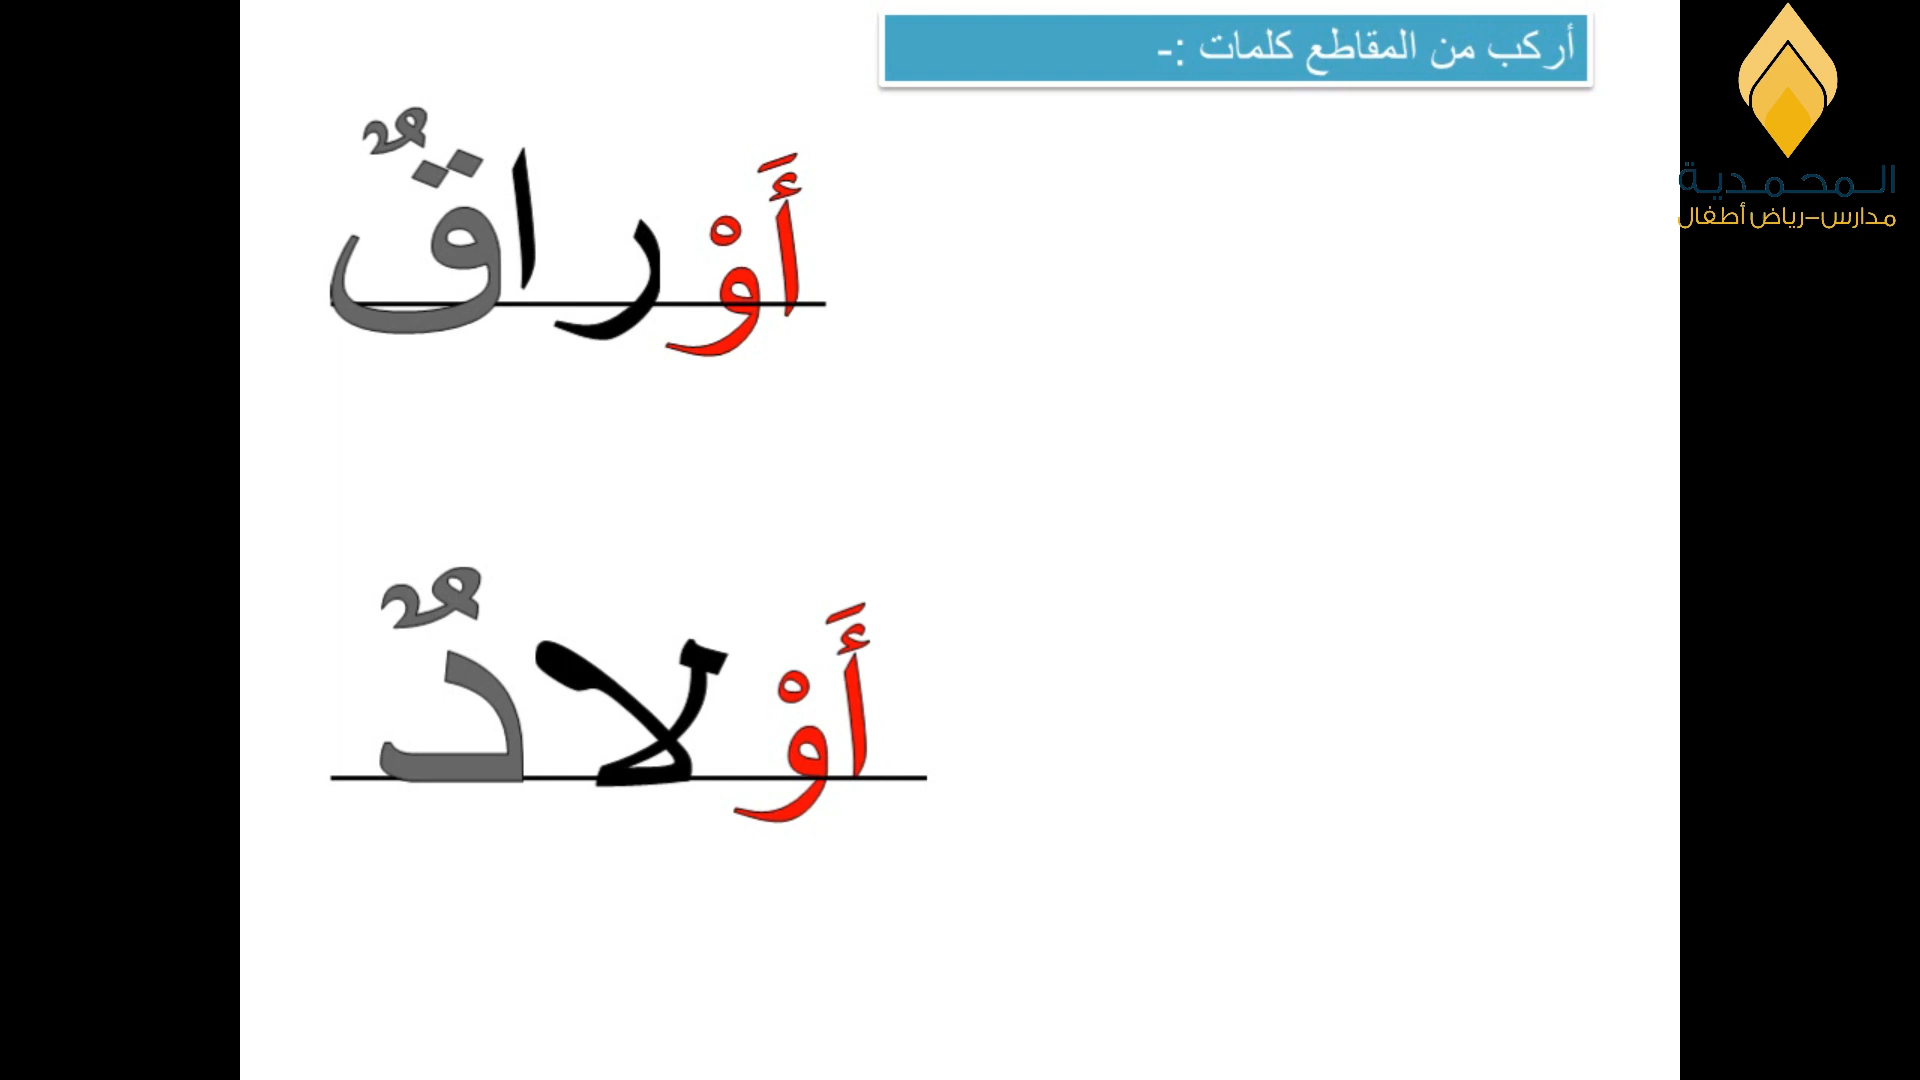 أركب من المقاطع كلمات :-
المحمدية
مدارس-رياض أطفال
أَوْراقٌ
أَوْلادٌ